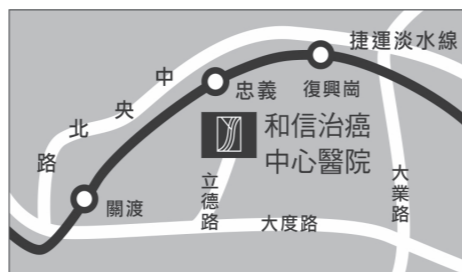 捷運淡水線
中央北路
忠義
復興崗
和信治癌
中心醫院
關渡
立德路
大度路
大業路